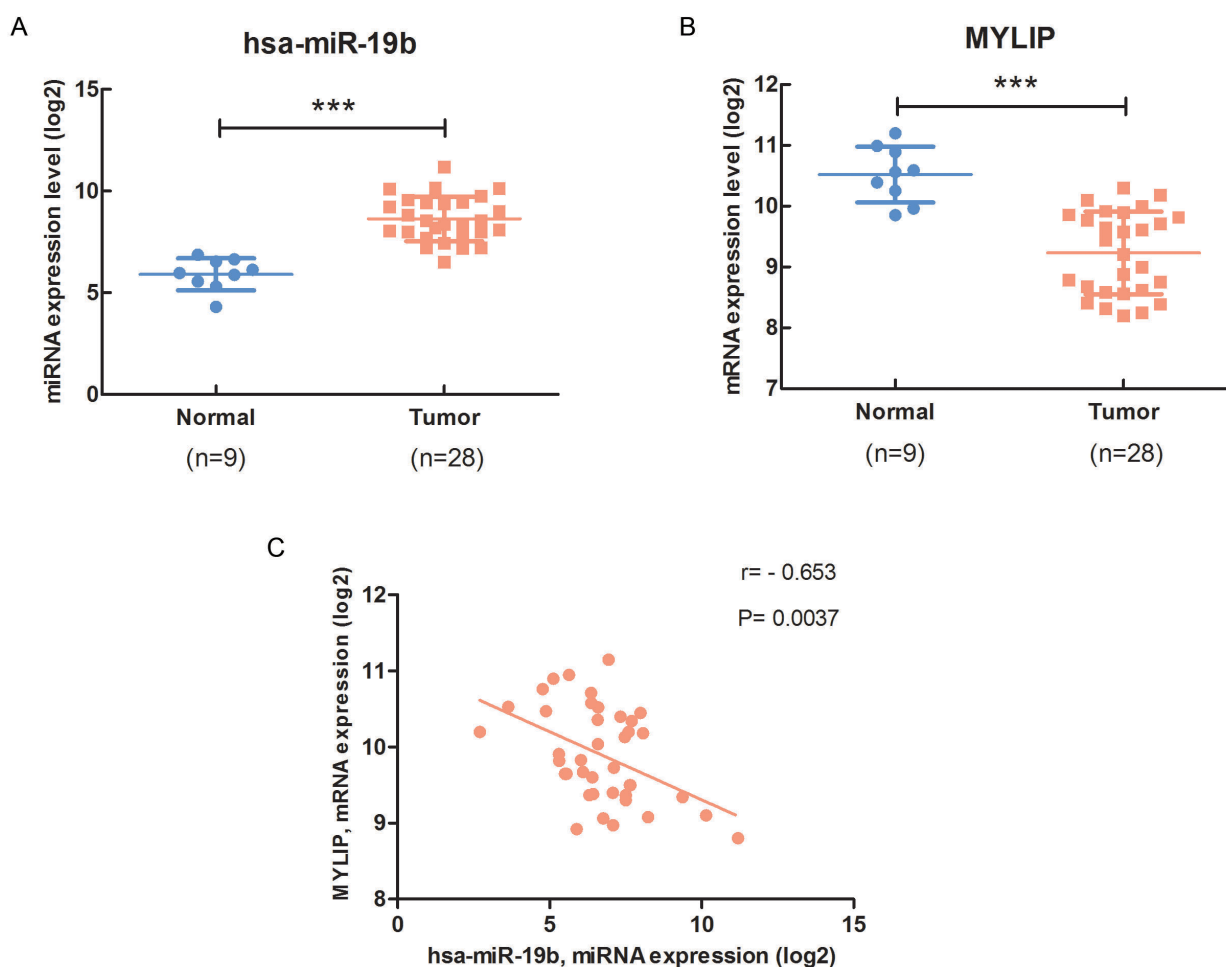 A
hsa-miR-19b
miRNA expression level (log2)
15
10
5
0
***
Normal
Tumor
(n=9)
(n=28)
B
MYLIP
mRNA expression level (log2)
12
11
10
9
8
7
***
Normal
Tumor
(n=9)
(n=28)
C
r= - 0.653
P= 0.0037
MYLIP, mRNA expression (log2)
12
11
10
9
8
0
5
10
15
hsa-miR-19b, miRNA expression (log2)